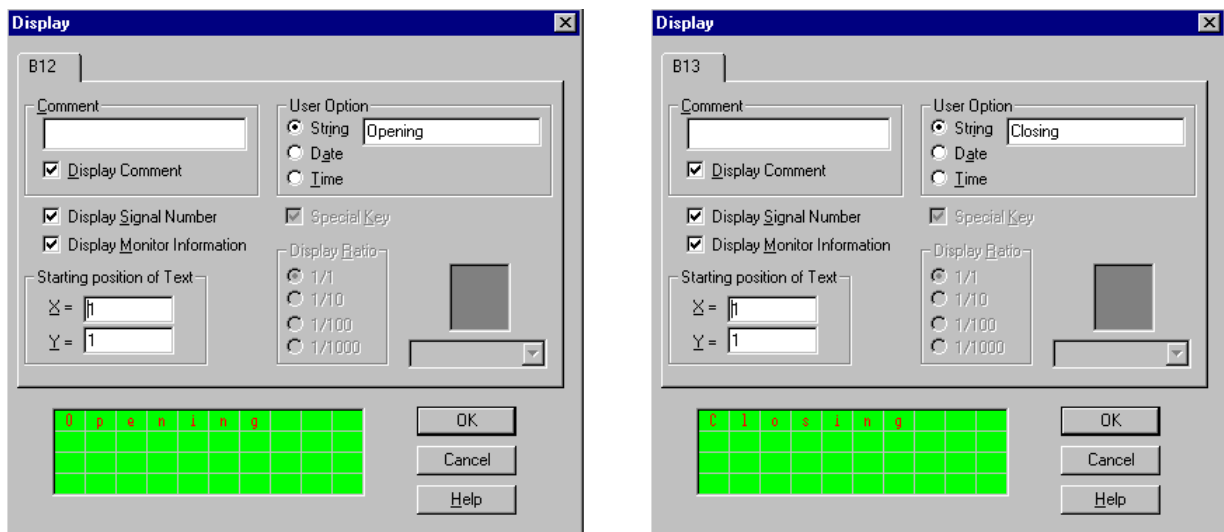 Display
B12
Comment
Display Comment
User Option
String Opening
Date
Time
Display Signal Number
Display Monitor Information
Special Key
Display Ratio
1/1
1/10
1/100
1/1000
Starting position of Text
X = 1
Y = 1
Opening
OK
Cancel
Help
Display
B13
Comment
Display Comment
User Option
String Closing
Date
Time
Display Signal Number
Display Monitor Information
Special Key
Display Ratio
1/1
1/10
1/100
1/1000
Starting position of Text
X = 1
Y = 1
Closing
OK
Cancel
Help